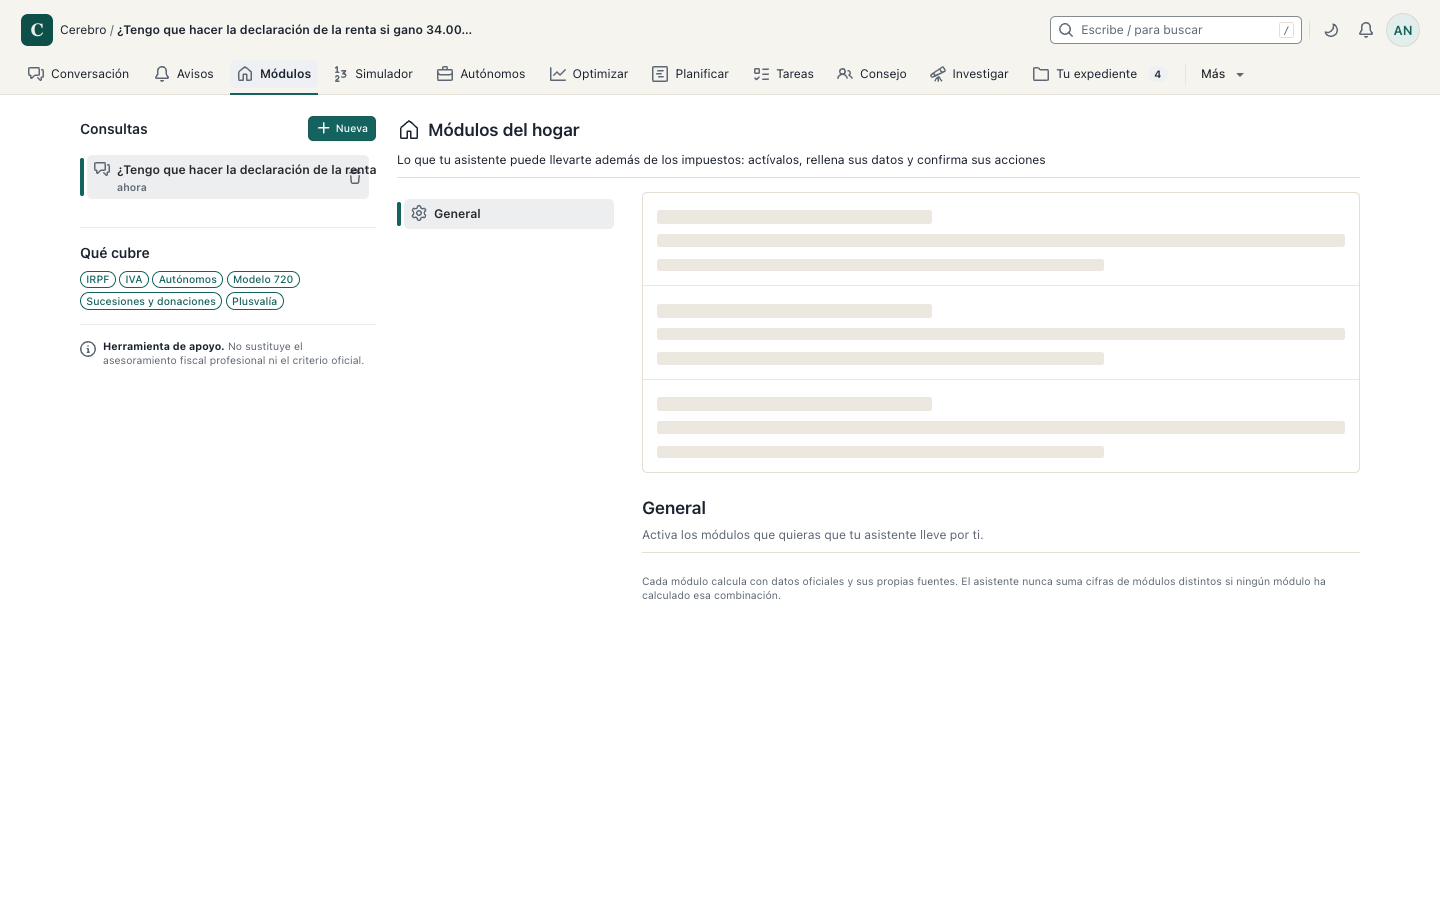 C Cerebro / ¿Tengo que hacer la declaración de la renta si gano 34.00...
Escribe / para buscar /
AN
Conversación Avisos Módulos Simulador Autónomos Optimizar Planificar Tareas Consejo Investigar Tu expediente 4 Más
Consultas
Nueva
¿Tengo que hacer la declaración de la renta
ahora
Qué cubre
IRPF IVA Autónomos Modelo 720
Sucesiones y donaciones Plusvalía
Herramienta de apoyo. No sustituye el
asesoramiento fiscal profesional ni el criterio oficial.
Módulos del hogar
Lo que tu asistente puede llevarte además de los impuestos: actívalos, rellena sus datos y confirma sus acciones
General
General
Activa los módulos que quieras que tu asistente lleve por ti.
Cada módulo calcula con datos oficiales y sus propias fuentes. El asistente nunca suma cifras de módulos distintos si ningún módulo ha
calculado esa combinación.